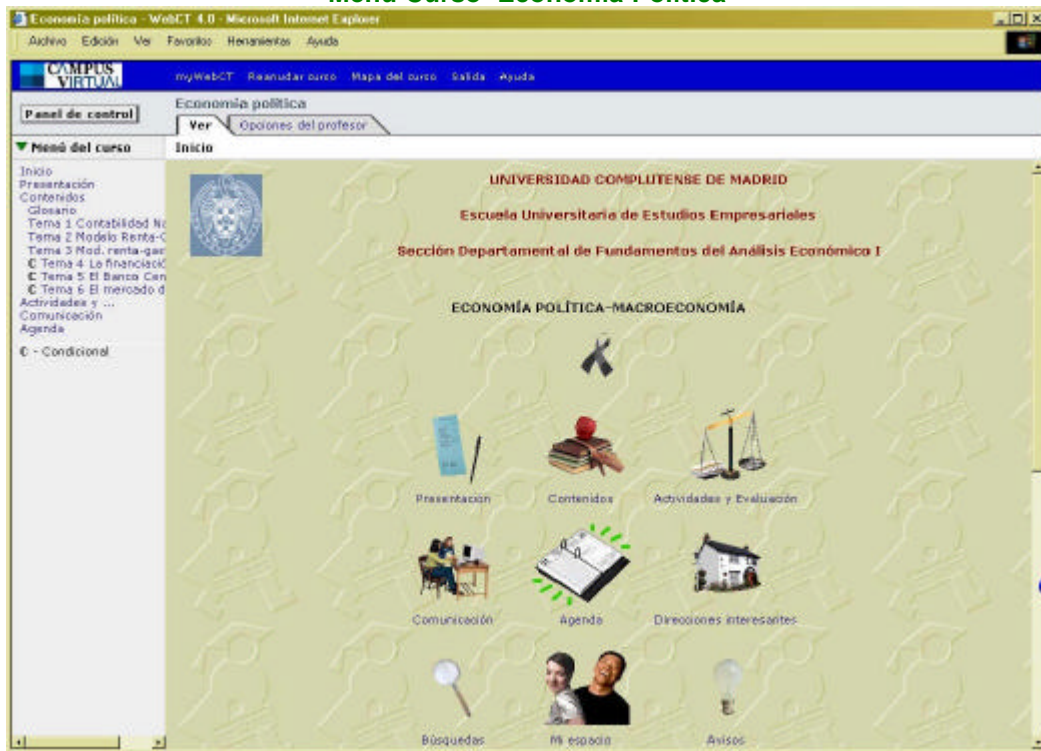 Menú Curso "Economía Política"
Economía política - WebCT 4.0 - Microsoft Internet Explorer
Archivo Edición Ver Favoritos Herramientas Ayuda
CAMPUS VIRTUAL
myWebCT Reanudar curso Mapa del curso Salida Ayuda
Panel de control
Economía política
Ver Opciones del profesor
Menú del curso
Inicio
Inicio
Presentación
Contenidos
Glosario
Tema 1 Contabilidad Na
Tema 2 Modelo Renta-G
Tema 3 Mod. renta-gas
C Tema 4 La financiació
C Tema 5 El Banco Cen
C Tema 6 El mercado d
Actividades y ...
Comunicación
Agenda
C - Condicional
UNIVERSIDAD COMPLUTENSE DE MADRID
Escuela Universitaria de Estudios Empresariales
Sección Departamental de Fundamentos del Análisis Económico I
ECONOMÍA POLÍTICA-MACROECONOMÍA
Presentación Contenidos Actividades y Evaluación
Comunicación Agenda Direcciones interesantes
Búsquedas Mi espacio Avisos